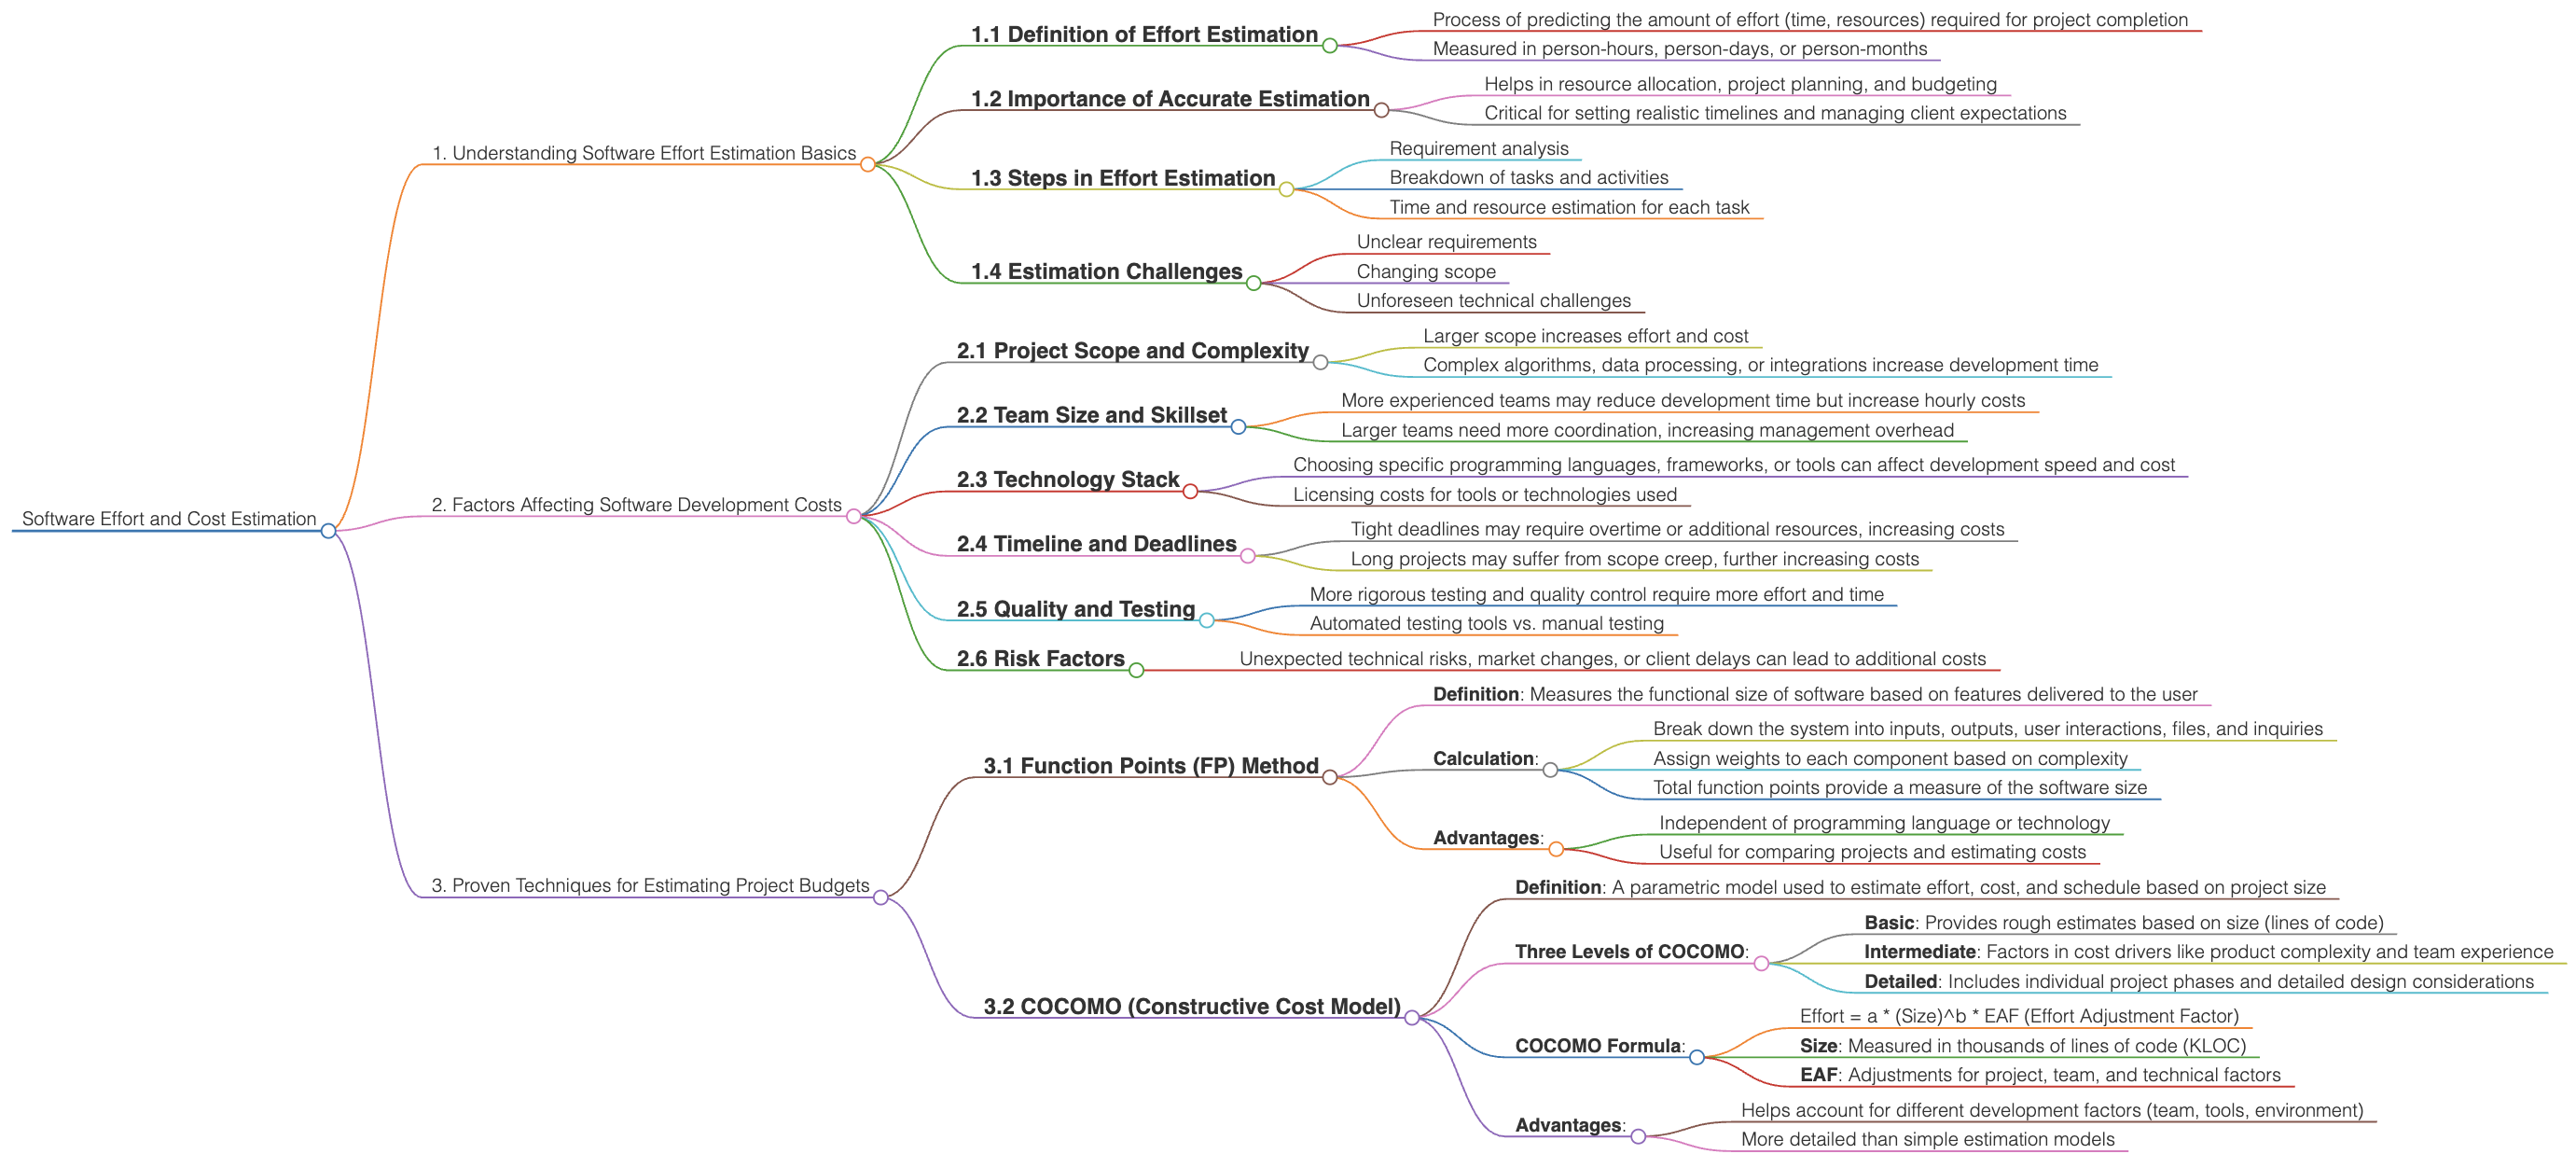 Software Effort and Cost Estimation
1. Understanding Software Effort Estimation Basics
1.1 Definition of Effort Estimation
Process of predicting the amount of effort (time, resources) required for project completion
Measured in person-hours, person-days, or person-months
1.2 Importance of Accurate Estimation
Helps in resource allocation, project planning, and budgeting
Critical for setting realistic timelines and managing client expectations
1.3 Steps in Effort Estimation
Requirement analysis
Breakdown of tasks and activities
Time and resource estimation for each task
1.4 Estimation Challenges
Unclear requirements
Changing scope
Unforeseen technical challenges
2. Factors Affecting Software Development Costs
2.1 Project Scope and Complexity
Larger scope increases effort and cost
Complex algorithms, data processing, or integrations increase development time
2.2 Team Size and Skillset
More experienced teams may reduce development time but increase hourly costs
Larger teams need more coordination, increasing management overhead
2.3 Technology Stack
Choosing specific programming languages, frameworks, or tools can affect development speed and cost
Licensing costs for tools or technologies used
2.4 Timeline and Deadlines
Tight deadlines may require overtime or additional resources, increasing costs
Long projects may suffer from scope creep, further increasing costs
2.5 Quality and Testing
More rigorous testing and quality control require more effort and time
Automated testing tools vs. manual testing
2.6 Risk Factors
Unexpected technical risks, market changes, or client delays can lead to additional costs
3. Proven Techniques for Estimating Project Budgets
3.1 Function Points (FP) Method
Definition: Measures the functional size of software based on features delivered to the user
Calculation:
Break down the system into inputs, outputs, user interactions, files, and inquiries
Assign weights to each component based on complexity
Total function points provide a measure of the software size
Advantages:
Independent of programming language or technology
Useful for comparing projects and estimating costs
3.2 COCOMO (Constructive Cost Model)
Definition: A parametric model used to estimate effort, cost, and schedule based on project size
Three Levels of COCOMO:
Basic: Provides rough estimates based on size (lines of code)
Intermediate: Factors in cost drivers like product complexity and team experience
Detailed: Includes individual project phases and detailed design considerations
COCOMO Formula:
Effort = a * (Size)^b * EAF (Effort Adjustment Factor)
Size: Measured in thousands of lines of code (KLOC)
EAF: Adjustments for project, team, and technical factors
Advantages:
Helps account for different development factors (team, tools, environment)
More detailed than simple estimation models